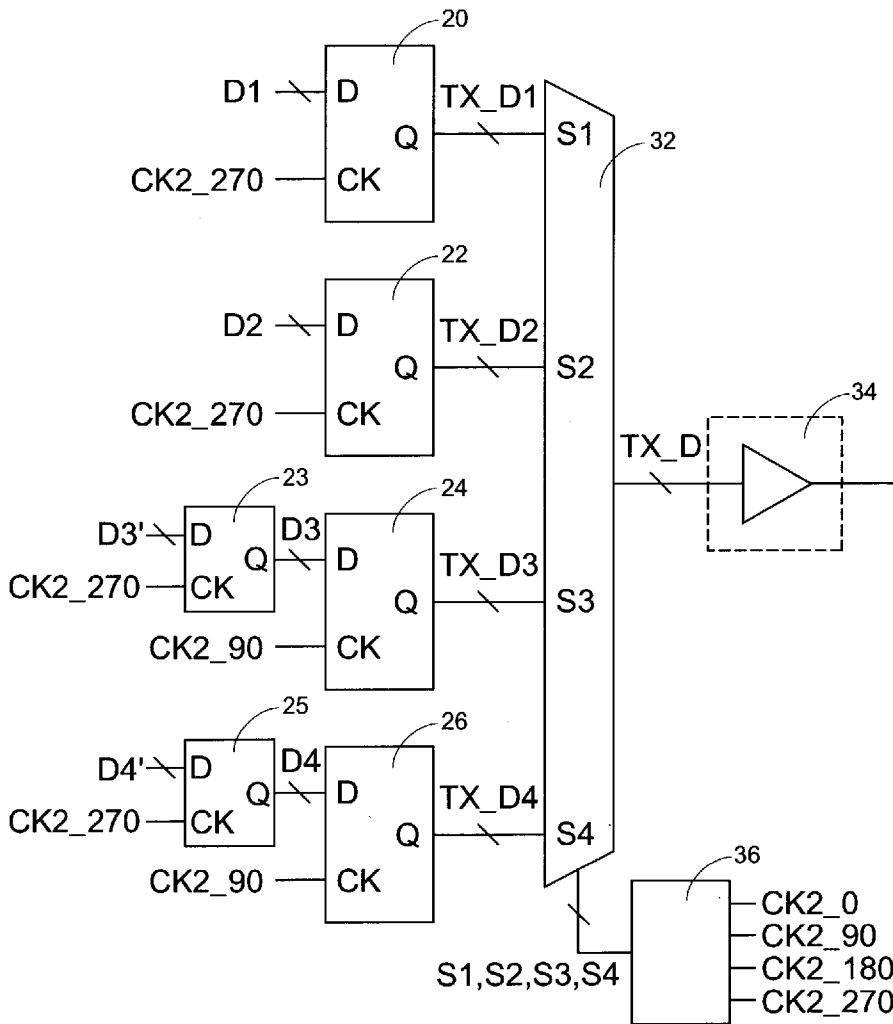 20
D1
D
TX_D1
Q
S1
32
CK2_270
CK
22
D2
D
TX_D2
Q
S2
CK2_270
CK
34
TX_D
23
24
D3'
D
D3
D
TX_D3
Q
CK2_270
CK
Q
S3
CK2_90
CK
25
26
D4'
D
D4
D
TX_D4
Q
CK2_270
CK
Q
S4
CK2_90
CK
36
CK2_0
CK2_90
CK2_180
CK2_270
S1,S2,S3,S4